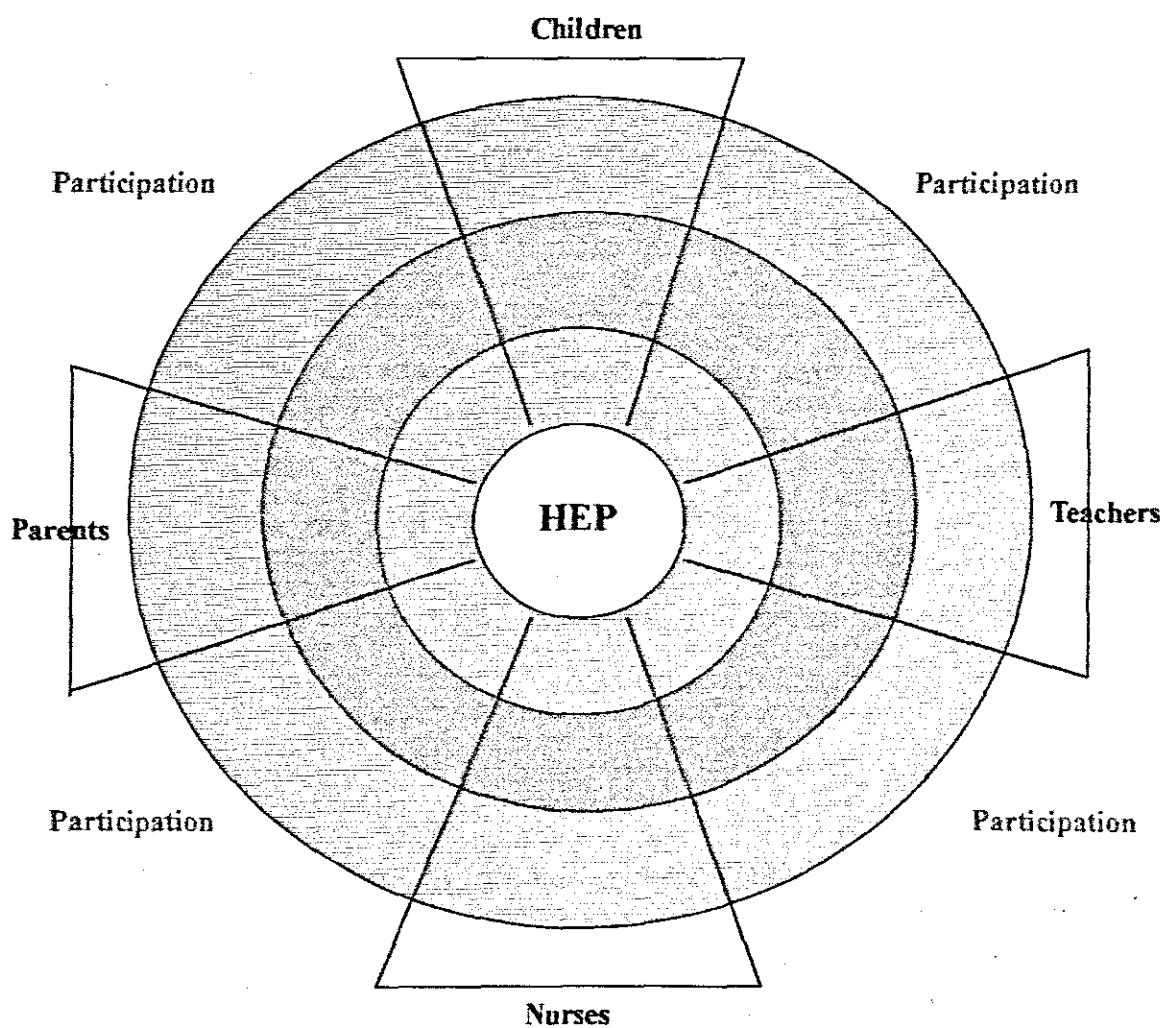 Children
Participation
Participation
Parents
HEP
Teachers
Participation
Participation
Nurses